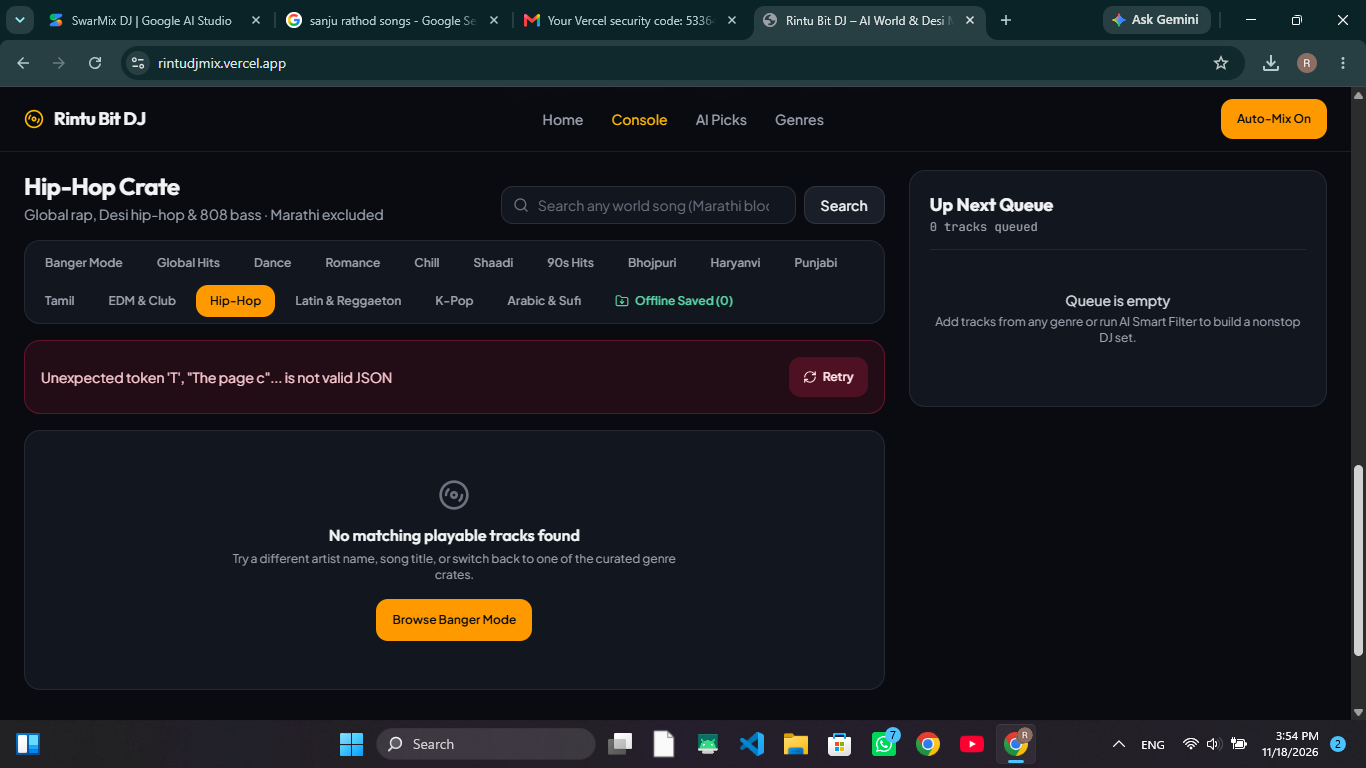 SwarMix DJ | Google AI Studio
sanju rathod songs - Google Se
Your Vercel security code: 5336
Rintu Bit DJ – AI World & Desi M
Ask Gemini
rintudjmix.vercel.app
R
Rintu Bit DJ
Home
Console
AI Picks
Genres
Auto-Mix On
Hip-Hop Crate
Global rap, Desi hip-hop & 808 bass · Marathi excluded
Search any world song (Marathi bloc
Search
Banger Mode
Global Hits
Dance
Romance
Chill
Shaadi
90s Hits
Bhojpuri
Haryanvi
Punjabi
Tamil
EDM & Club
Hip-Hop
Latin & Reggaeton
K-Pop
Arabic & Sufi
Offline Saved (0)
Unexpected token 'T', "The page c"... is not valid JSON
Retry
No matching playable tracks found
Try a different artist name, song title, or switch back to one of the curated genre
crates.
Browse Banger Mode
Up Next Queue
0 tracks queued
Queue is empty
Add tracks from any genre or run AI Smart Filter to build a nonstop
DJ set.
Search
7
R
ENG
3:54 PM
11/18/2026
2